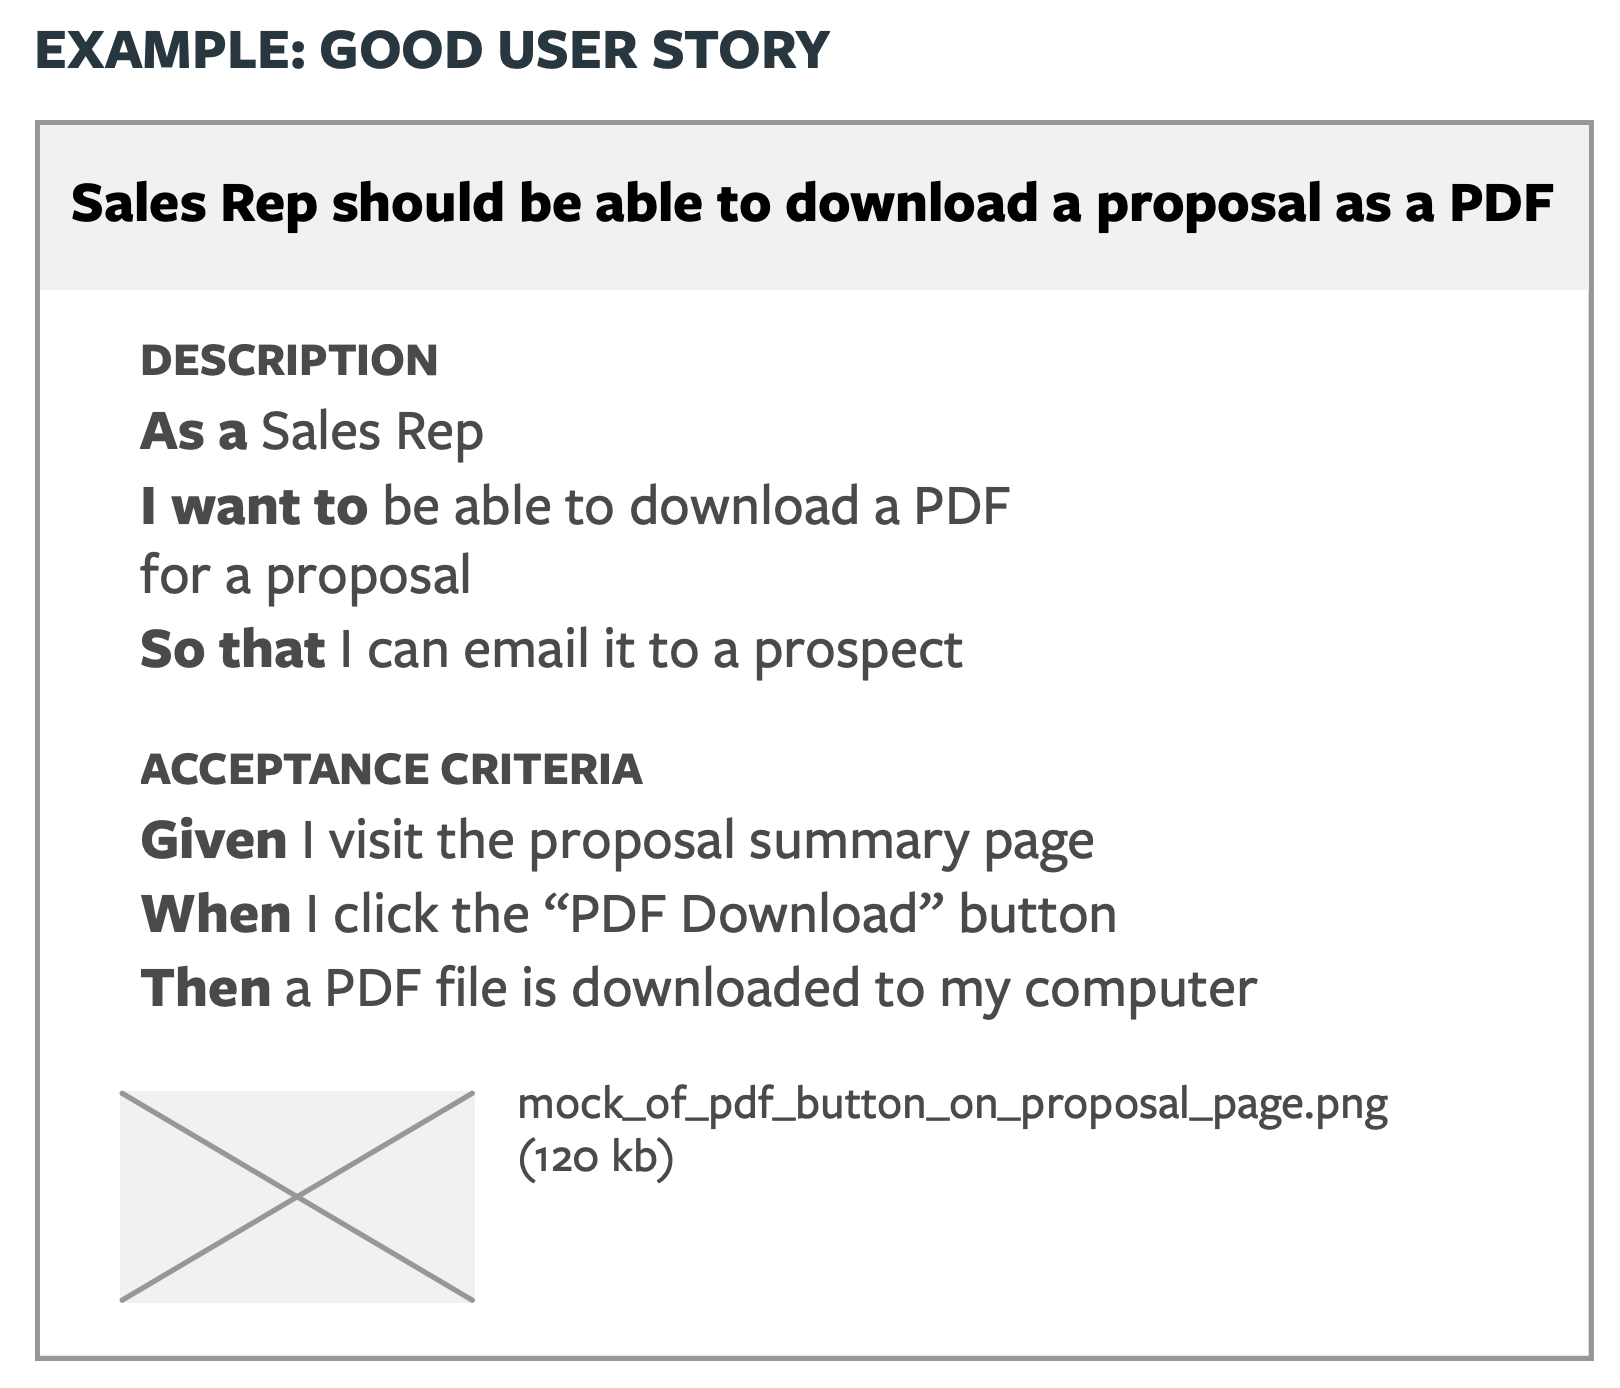 EXAMPLE: GOOD USER STORY
Sales Rep should be able to download a proposal as a PDF
DESCRIPTION
As a Sales Rep
I want to be able to download a PDF
for a proposal
So that I can email it to a prospect
ACCEPTANCE CRITERIA
Given I visit the proposal summary page
When I click the “PDF Download” button
Then a PDF file is downloaded to my computer
mock_of_pdf_button_on_proposal_page.png
(120 kb)